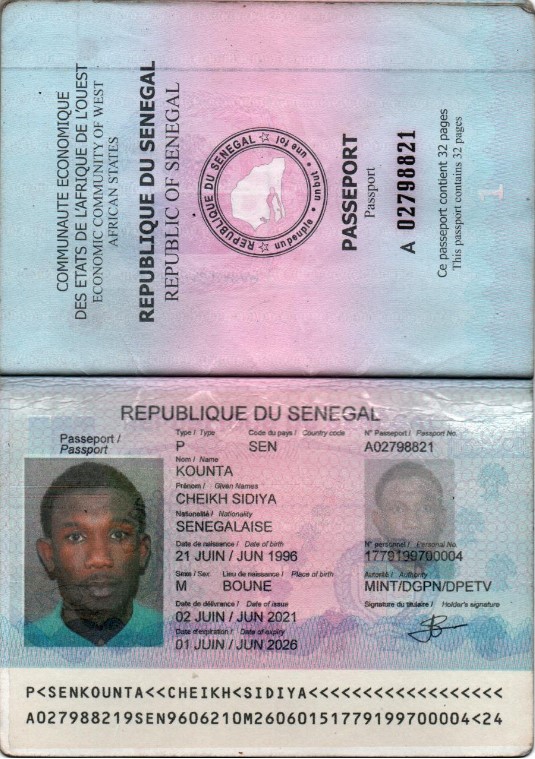 COMMUNAUTE ECONOMIQUE
DES ETATS DE L'AFRIQUE DE L'OUEST
ECONOMIC COMMUNITY OF WEST
AFRICAN STATES
REPUBLIQUE DU SENEGAL
REPUBLIC OF SENEGAL
REPUBLIQUE DU SENEGAL
un peuple • un but • une foi
PASSEPORT
Passport
A 02798821
Ce passeport contient 32 pages
This passport contains 32 pages
1
REPUBLIQUE DU SENEGAL
Passeport /
Passport
Type / Type Code du pays / Country code N° Passeport / Passport No.
P SEN A02798821
Nom / Name
KOUNTA
Prénom / Given Names
CHEIKH SIDIYA
Nationalité / Nationality
SENEGALAISE
Date de naissance / Date of birth N° personnel / Personal No.
21 JUIN / JUN 1996 1779199700004
Sexe / Sex Lieu de naissance / Place of birth Autorité / Authority
M BOUNE MINT/DGPN/DPETV
Date de délivrance / Date of issue Signature du titulaire / Holder's signature
02 JUIN / JUN 2021
Date d'expiration / Date of expiry
01 JUIN / JUN 2026
P<SENKOUNTA<<CHEIKH<SIDIYA<<<<<<<<<<<<<<<<<<
A027988219SEN9606210M26060151779199700004<24